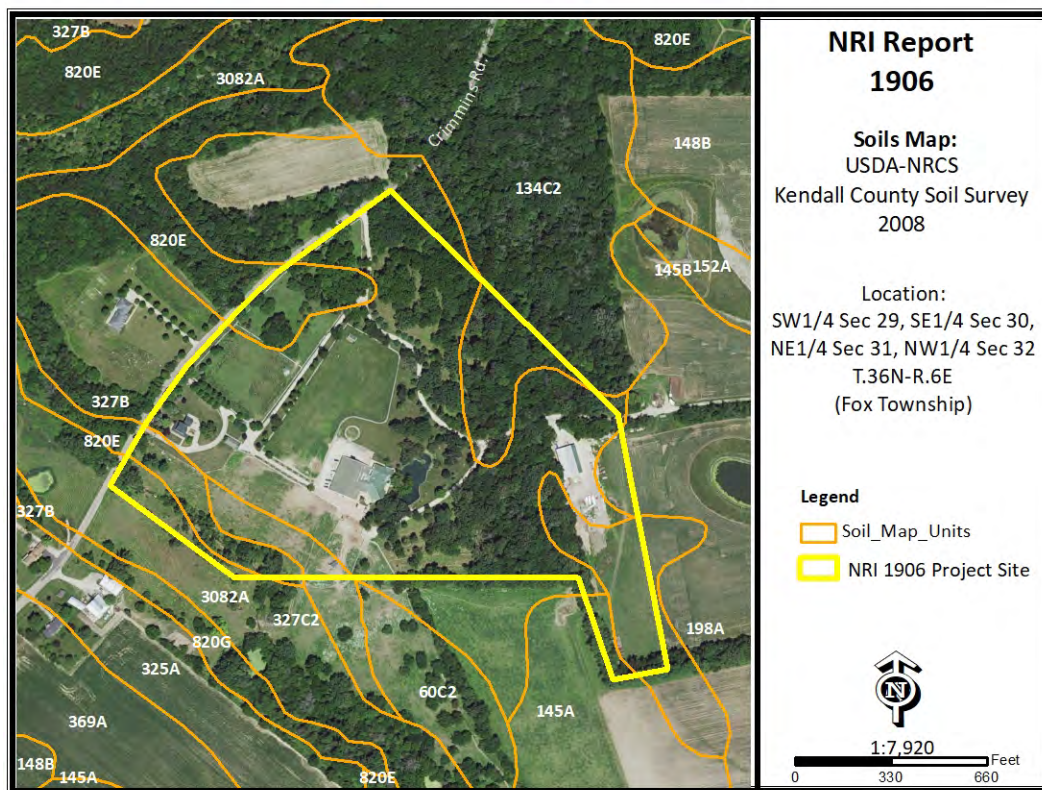 327B
820E
820E
3082A
Crimmins Rd.
148B
134C2
820E
145B
152A
327B
820E
327B
3082A
327C2
820G
198A
325A
60C2
145A
369A
148B
145A
820E
NRI Report
1906
Soils Map:
USDA-NRCS
Kendall County Soil Survey
2008
Location:
SW1/4 Sec 29, SE1/4 Sec 30,
NE1/4 Sec 31, NW1/4 Sec 32
T.36N-R.6E
(Fox Township)
Legend
Soil_Map_Units
NRI 1906 Project Site
N
1:7,920
Feet
0 330 660